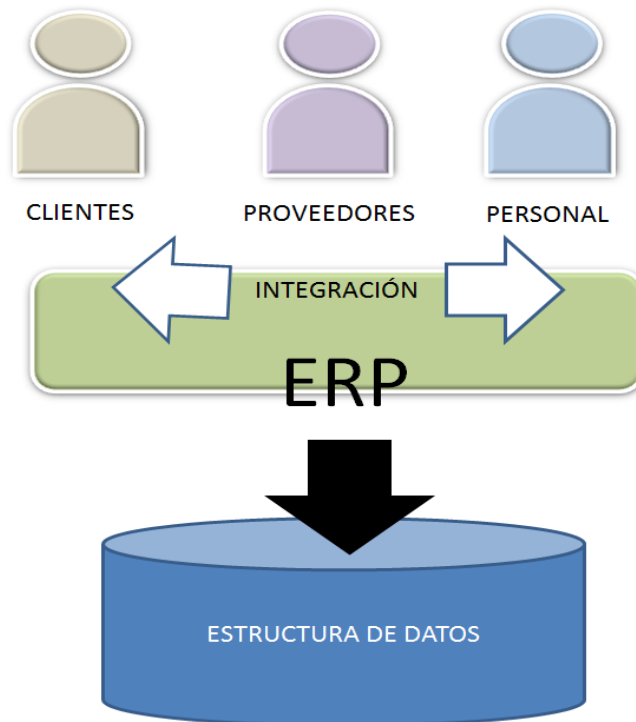 CLIENTES
PROVEEDORES
PERSONAL
INTEGRACIÓN
ERP
ESTRUCTURA DE DATOS